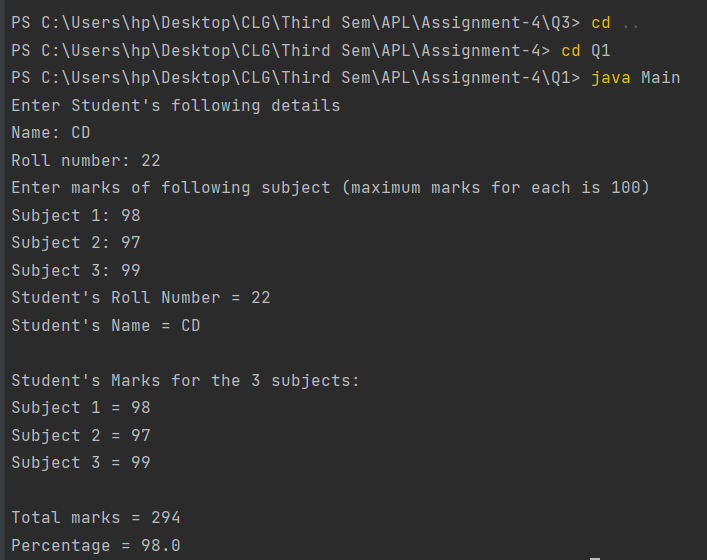 PS C:\Users\hp\Desktop\CLG\Third Sem\APL\Assignment-4\Q3> cd ..
PS C:\Users\hp\Desktop\CLG\Third Sem\APL\Assignment-4> cd Q1
PS C:\Users\hp\Desktop\CLG\Third Sem\APL\Assignment-4\Q1> java Main
Enter Student's following details
Name: CD
Roll number: 22
Enter marks of following subject (maximum marks for each is 100)
Subject 1: 98
Subject 2: 97
Subject 3: 99
Student's Roll Number = 22
Student's Name = CD
Student's Marks for the 3 subjects:
Subject 1 = 98
Subject 2 = 97
Subject 3 = 99
Total marks = 294
Percentage = 98.0